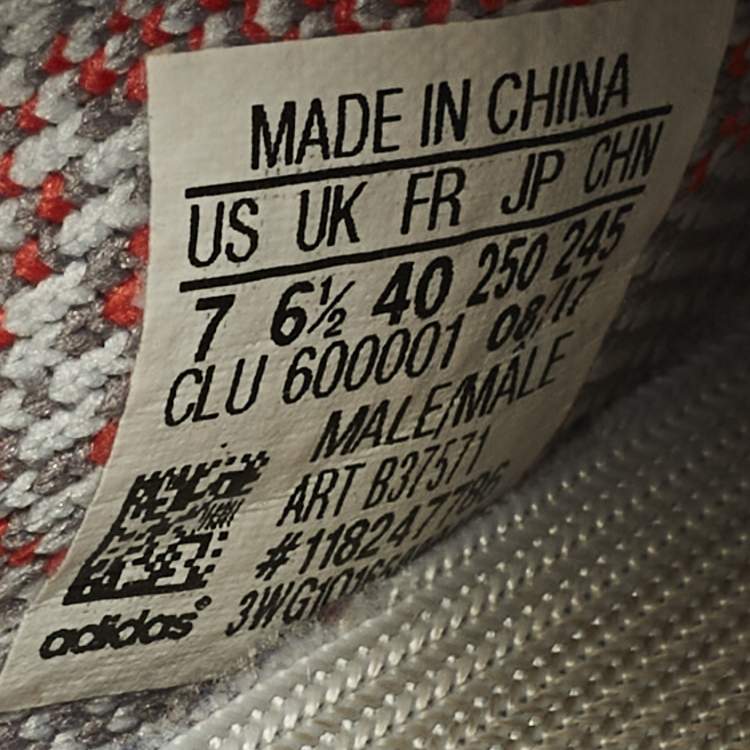 MADE IN CHINA
US UK FR JP CHN
7 6½ 40 250 245
CLU 600001 08/17
MALE/MÂLE
ART B37571
#1182477786
adidas®